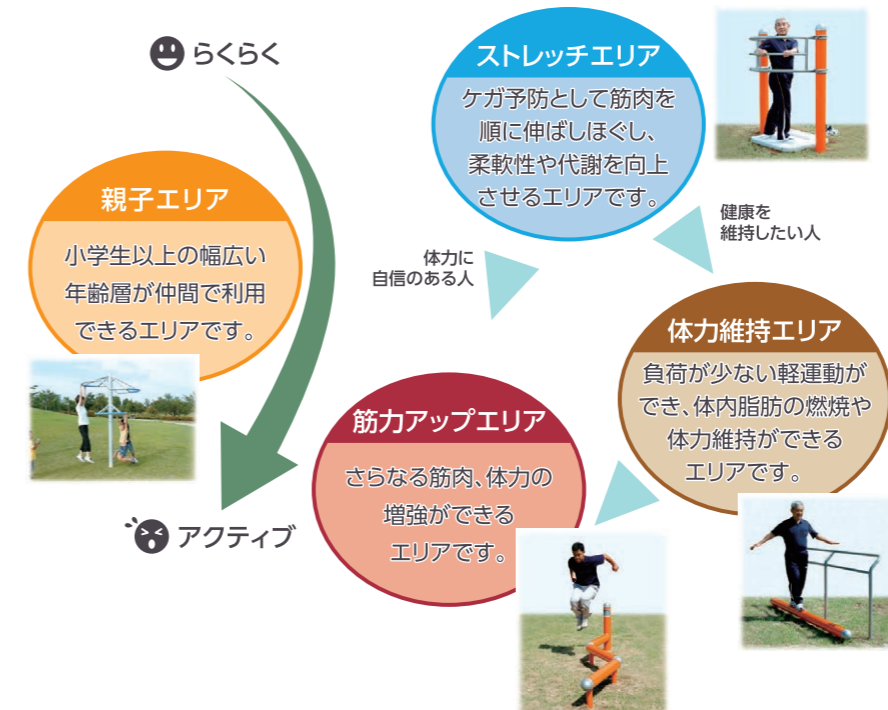 らくらく
ストレッチエリア
ケガ予防として筋肉を
順に伸ばしほぐし、
柔軟性や代謝を向上
させるエリアです。
親子エリア
小学生以上の幅広い
年齢層が仲間で利用
できるエリアです。
健康を
維持したい人
体力に
自信のある人
体力維持エリア
負荷が少ない軽運動が
でき、体内脂肪の燃焼や
体力維持ができる
エリアです。
筋力アップエリア
さらなる筋肉、体力の
増強ができる
エリアです。
アクティブ